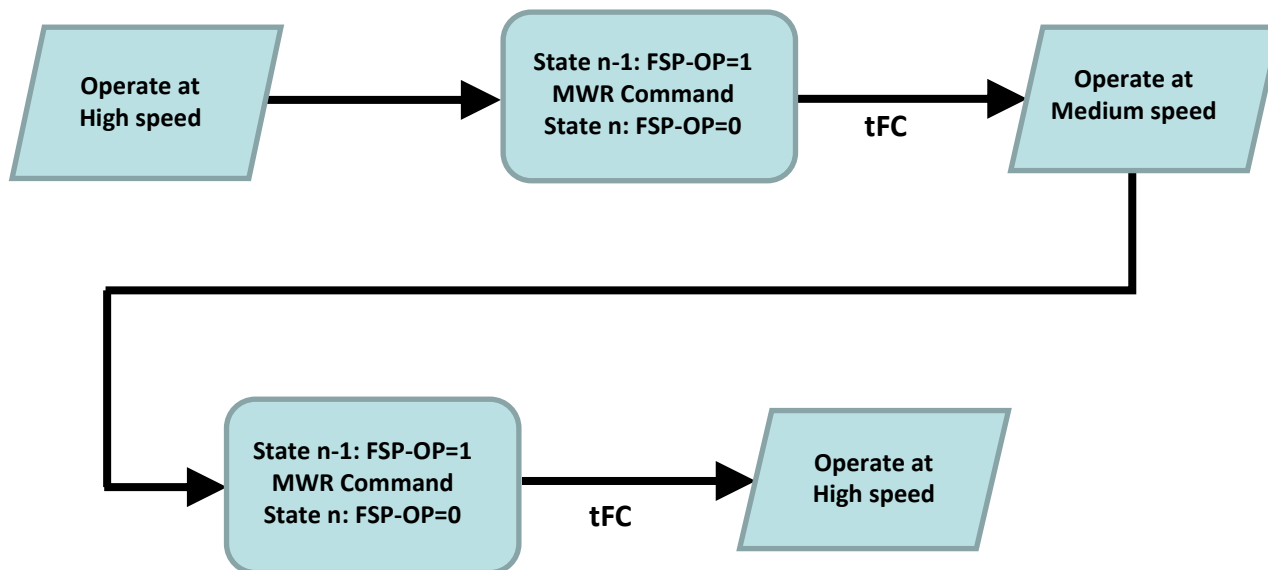 Operate at
High speed
State n-1: FSP-OP=1
MWR Command
State n: FSP-OP=0
tFC
Operate at
Medium speed
State n-1: FSP-OP=1
MWR Command
State n: FSP-OP=0
tFC
Operate at
High speed